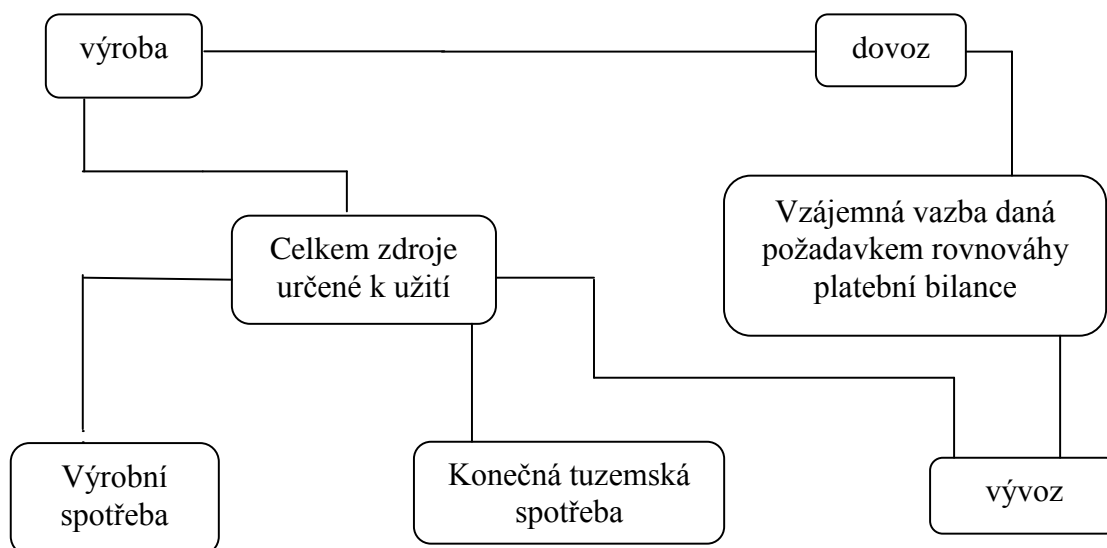 výroba
dovoz
Vzájemná vazba daná
požadavkem rovnováhy
platební bilance
Celkem zdroje
určené k užití
Výrobní
spotřeba
Konečná tuzemská
spotřeba
vývoz